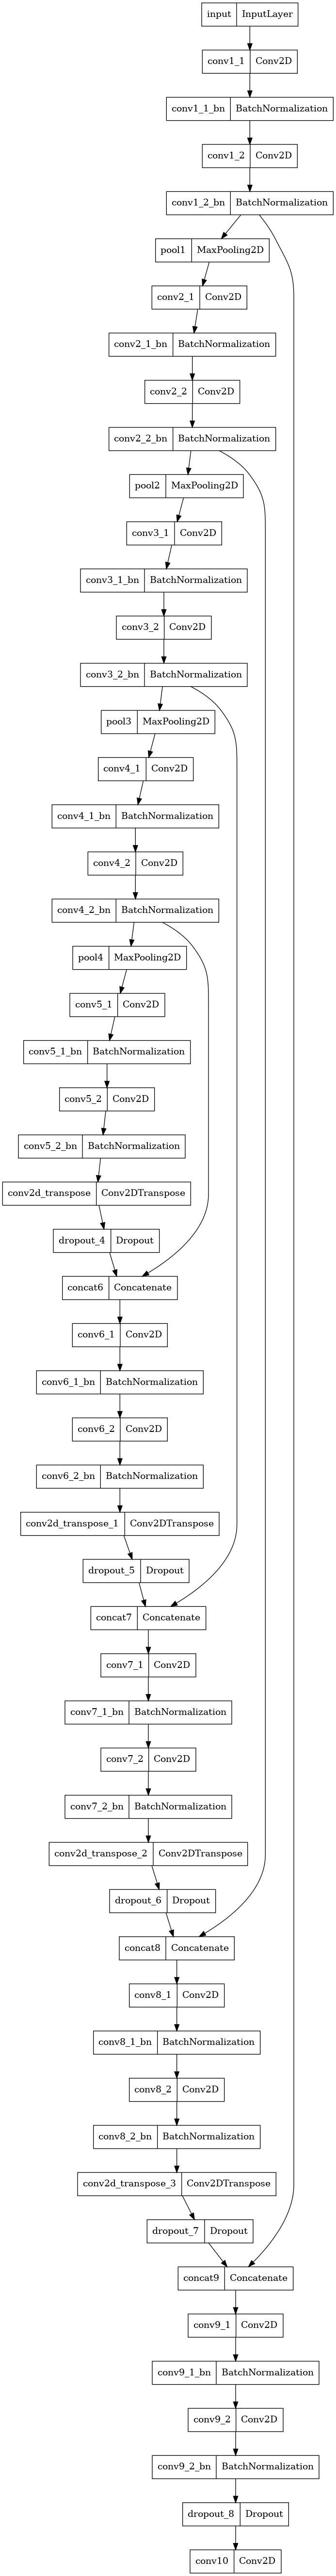 input InputLayer
conv1_1 Conv2D
conv1_1_bn BatchNormalization
conv1_2 Conv2D
conv1_2_bn BatchNormalization
pool1 MaxPooling2D
conv2_1 Conv2D
conv2_1_bn BatchNormalization
conv2_2 Conv2D
conv2_2_bn BatchNormalization
pool2 MaxPooling2D
conv3_1 Conv2D
conv3_1_bn BatchNormalization
conv3_2 Conv2D
conv3_2_bn BatchNormalization
pool3 MaxPooling2D
conv4_1 Conv2D
conv4_1_bn BatchNormalization
conv4_2 Conv2D
conv4_2_bn BatchNormalization
pool4 MaxPooling2D
conv5_1 Conv2D
conv5_1_bn BatchNormalization
conv5_2 Conv2D
conv5_2_bn BatchNormalization
conv2d_transpose Conv2DTranspose
dropout_4 Dropout
concat6 Concatenate
conv6_1 Conv2D
conv6_1_bn BatchNormalization
conv6_2 Conv2D
conv6_2_bn BatchNormalization
conv2d_transpose_1 Conv2DTranspose
dropout_5 Dropout
concat7 Concatenate
conv7_1 Conv2D
conv7_1_bn BatchNormalization
conv7_2 Conv2D
conv7_2_bn BatchNormalization
conv2d_transpose_2 Conv2DTranspose
dropout_6 Dropout
concat8 Concatenate
conv8_1 Conv2D
conv8_1_bn BatchNormalization
conv8_2 Conv2D
conv8_2_bn BatchNormalization
conv2d_transpose_3 Conv2DTranspose
dropout_7 Dropout
concat9 Concatenate
conv9_1 Conv2D
conv9_1_bn BatchNormalization
conv9_2 Conv2D
conv9_2_bn BatchNormalization
dropout_8 Dropout
conv10 Conv2D